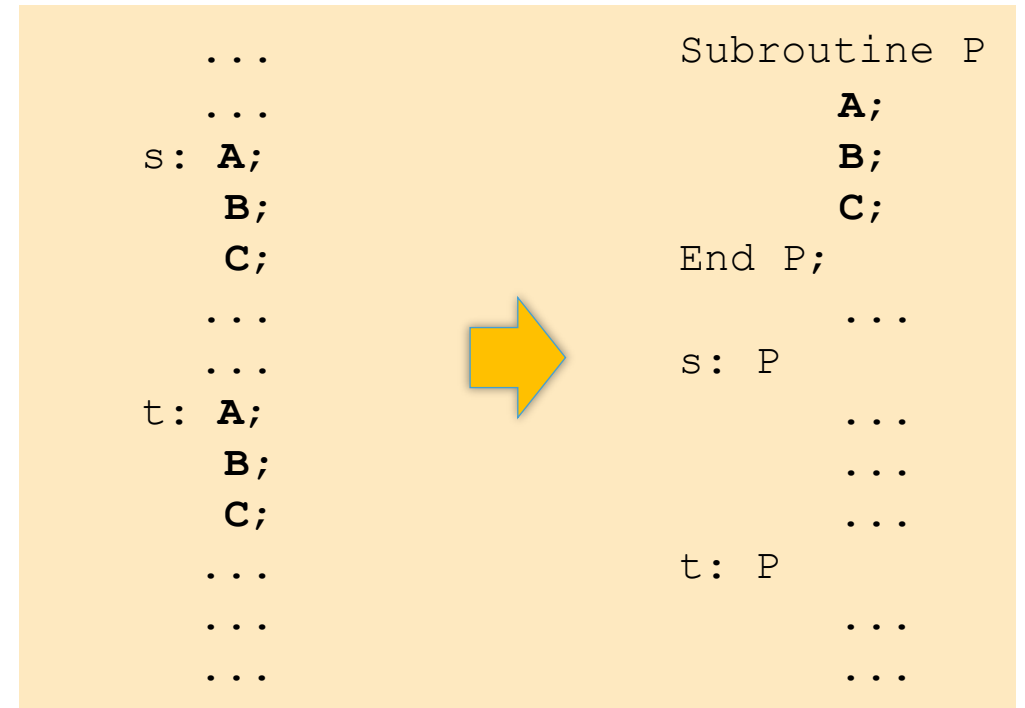 ...
...
s: A;
B;
C;
...
...
t: A;
B;
C;
...
...
...
Subroutine P
A;
B;
C;
End P;
...
s: P
...
...
...
t: P
...
...